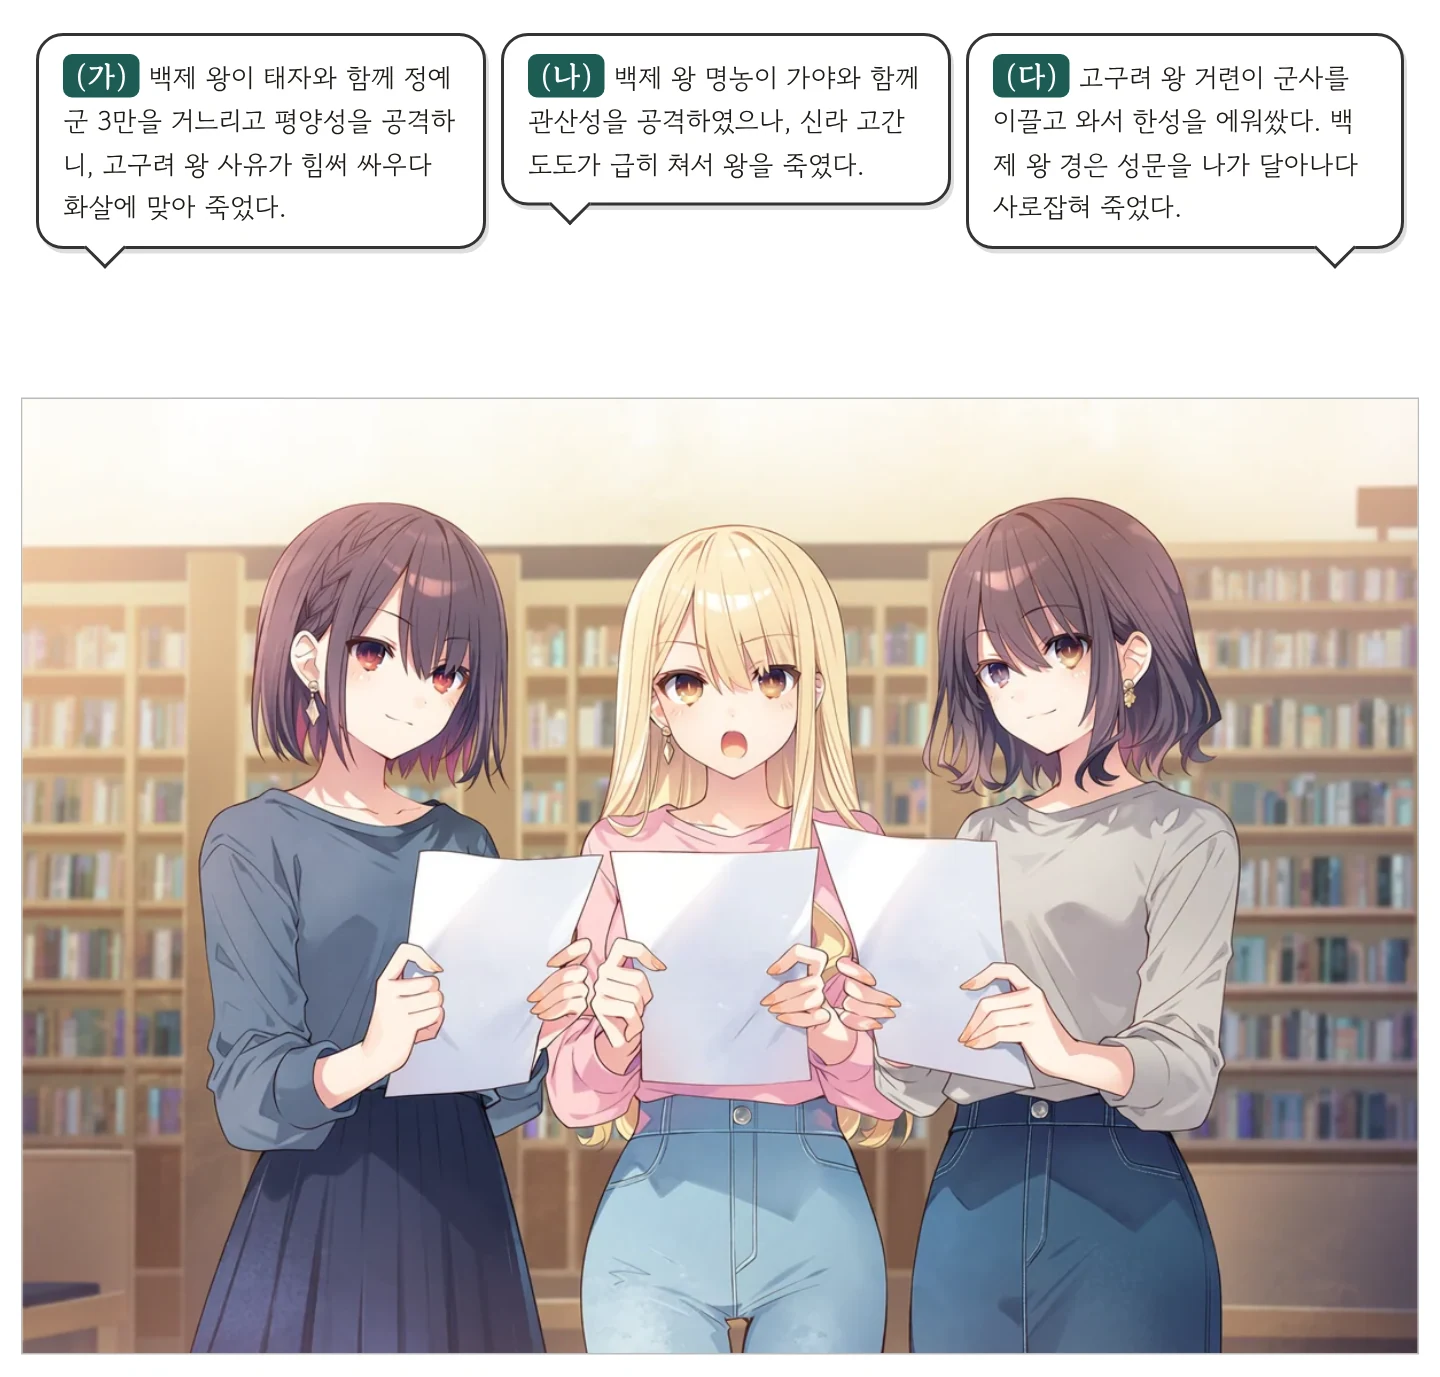 (가) 백제 왕이 태자와 함께 정예
군 3만을 거느리고 평양성을 공격하
니, 고구려 왕 사유가 힘써 싸우다
화살에 맞아 죽었다.
(나) 백제 왕 명농이 가야와 함께
관산성을 공격하였으나, 신라 고간
도도가 급히 쳐서 왕을 죽였다.
(다) 고구려 왕 거련이 군사를
이끌고 와서 한성을 에워쌌다. 백
제 왕 경은 성문을 나가 달아나다
사로잡혀 죽었다.